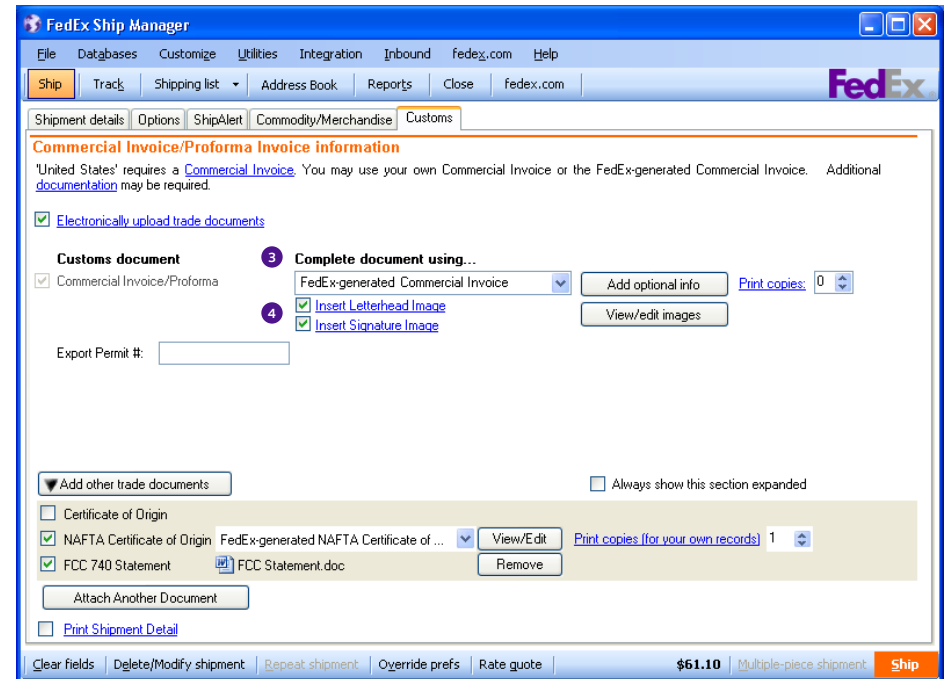 FedEx Ship Manager
File Databases Customize Utilities Integration Inbound fedex.com Help
Ship Track Shipping list Address Book Reports Close fedex.com
FedEx
Shipment details Options ShipAlert Commodity/Merchandise Customs
Commercial Invoice/Proforma Invoice information
'United States' requires a Commercial Invoice. You may use your own Commercial Invoice or the FedEx-generated Commercial Invoice. Additional
documentation may be required.
Electronically upload trade documents
Customs document 3 Complete document using...
Commercial Invoice/Proforma FedEx-generated Commercial Invoice Add optional info Print copies: 0
4 Insert Letterhead Image View/edit images
Insert Signature Image
Export Permit #:
Add other trade documents Always show this section expanded
Certificate of Origin
NAFTA Certificate of Origin FedEx-generated NAFTA Certificate of ... View/Edit Print copies (for your own records) 1
FCC 740 Statement FCC Statement.doc Remove
Attach Another Document
Print Shipment Detail
Clear fields Delete/Modify shipment Repeat shipment Override prefs Rate quote $61.10 Multiple-piece shipment Ship